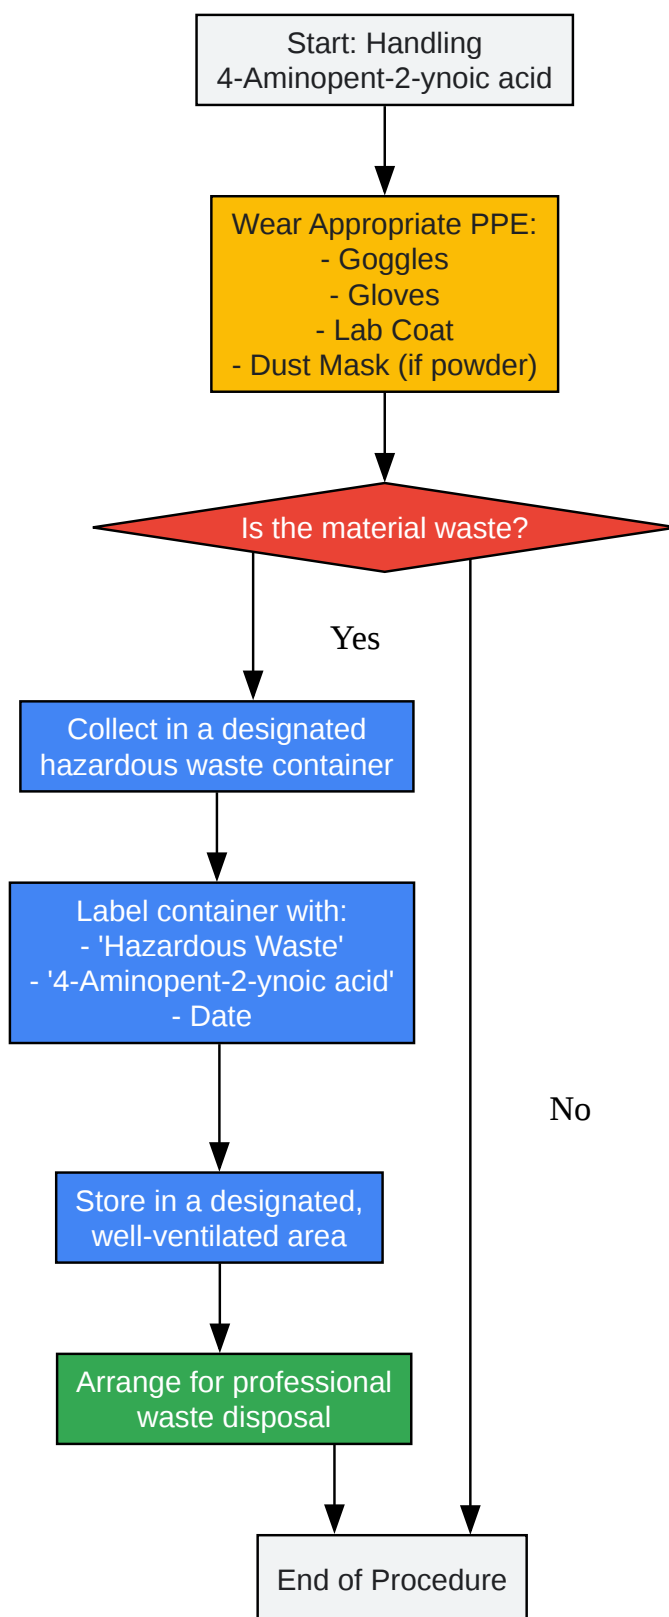 Start: Handling
4-Aminopent-2-ynoic acid
Wear Appropriate PPE:
- Goggles
- Gloves
- Lab Coat
- Dust Mask (if powder)
Is the material waste?
Yes
Collect in a designated
hazardous waste container
Label container with:
- 'Hazardous Waste'
- '4-Aminopent-2-ynoic acid'
- Date
No
Store in a designated,
well-ventilated area
Arrange for professional
waste disposal
End of Procedure